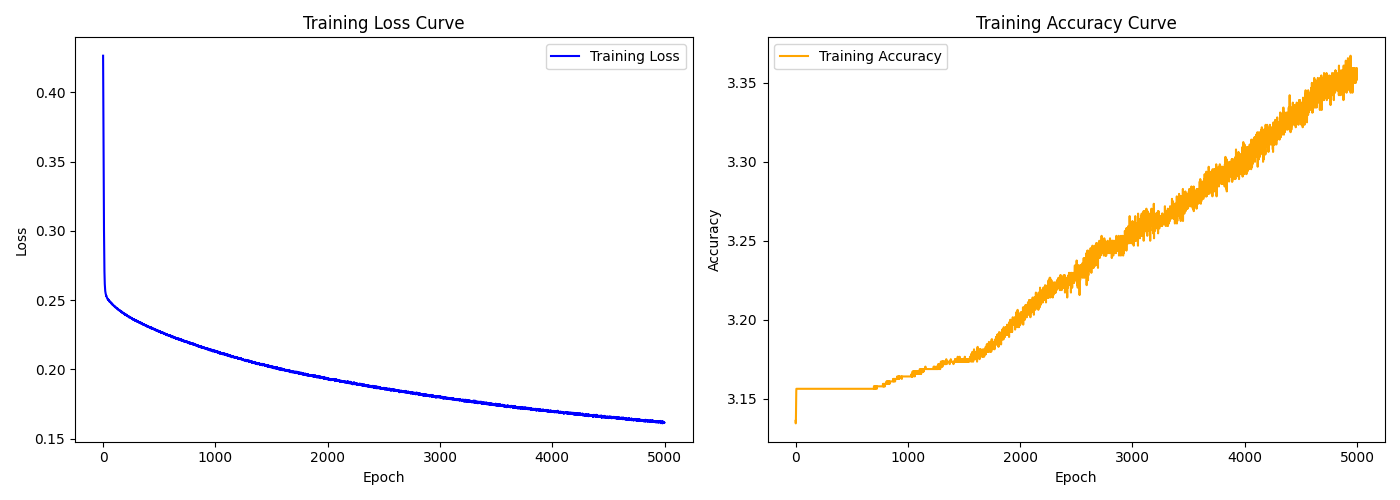 Training Loss Curve
Training Loss
0.40
0.35
0.30
0.25
0.20
0.15
Loss
0
1000
2000
3000
4000
5000
Epoch
Training Accuracy Curve
Training Accuracy
3.35
3.30
3.25
3.20
3.15
Accuracy
0
1000
2000
3000
4000
5000
Epoch